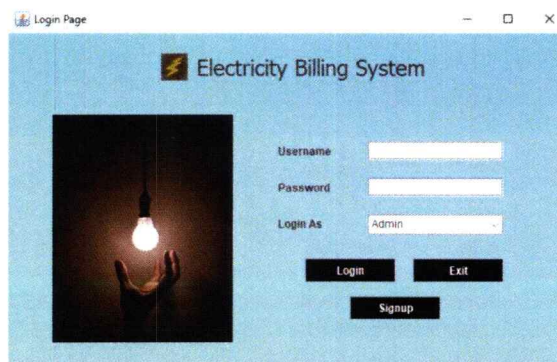 Login Page
Electricity Billing System
Username
Password
Login As
Admin
Login
Exit
Signup